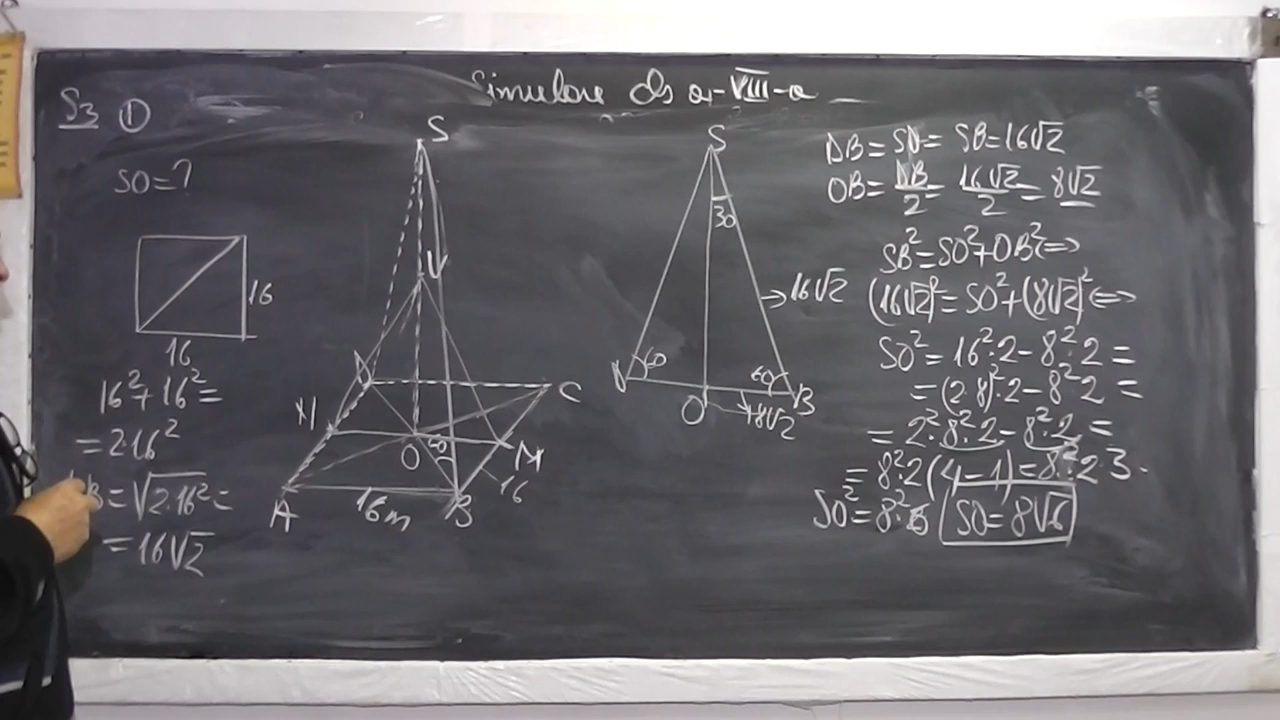 Simulare cls a-VIII-a
S3 ①
SO=?
16
16
16²+16²=
=2·16²
B=√2·16²=
=16√2
S
V
C
N
O
60
M
16
A
16m
B
S
30
→16√2
60
60
B
O
→8√2
DB=SD=SB=16√2
OB=DB/2=16√2/2=8√2
SB²=SO²+OB²⇔
(16√2)²=SO²+(8√2)²⇔
SO²=16²·2-8²·2=
=(2·8)²·2-8²·2=
=2²·8²·2-8²·2=
=8²·2(4-1)=8²·2·3·
SO²=8²·6 SO=8√6